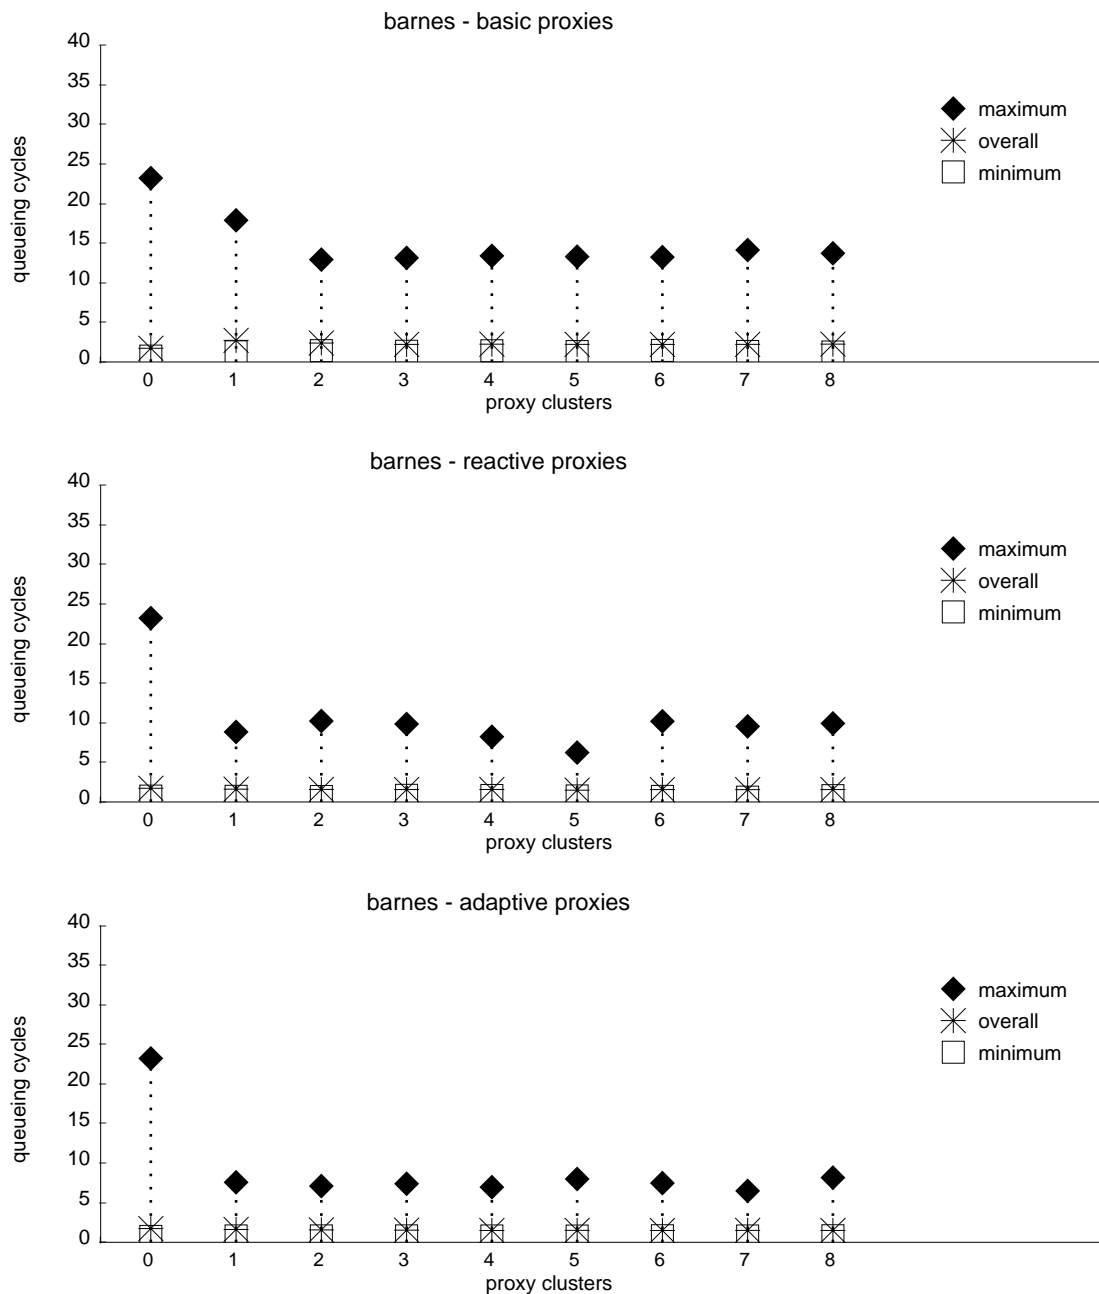 barnes - basic proxies
40
35
30
25
20
15
10
5
0
queueing cycles
maximum
overall
minimum
0 1 2 3 4 5 6 7 8
proxy clusters
barnes - reactive proxies
40
35
30
25
20
15
10
5
0
queueing cycles
maximum
overall
minimum
0 1 2 3 4 5 6 7 8
proxy clusters
barnes - adaptive proxies
40
35
30
25
20
15
10
5
0
queueing cycles
maximum
overall
minimum
0 1 2 3 4 5 6 7 8
proxy clusters